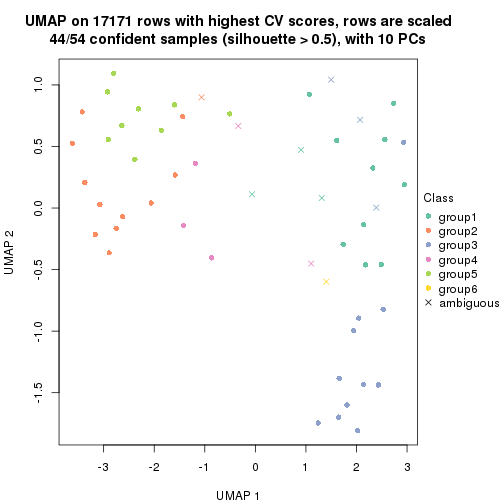 UMAP on 17171 rows with highest CV scores, rows are scaled
44/54 confident samples (silhouette > 0.5), with 10 PCs
1.0
0.5
0.0
-0.5
-1.0
-1.5
UMAP 2
-3
-2
-1
0
1
2
3
UMAP 1
Class
group1
group2
group3
group4
group5
group6
ambiguous